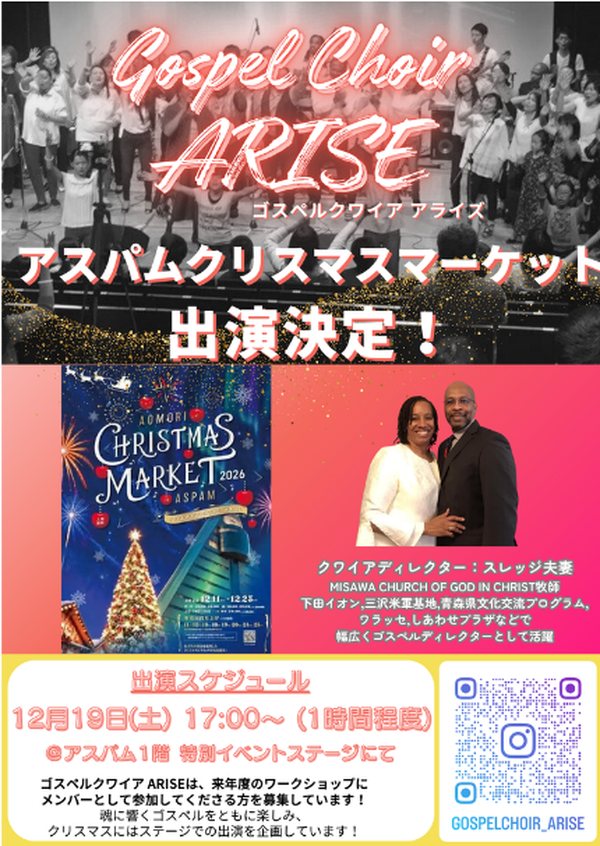 Gospel Choir
ARISE
ゴスペルクワイア アライズ
アスパムクリスマスマーケット
出演決定！
AOMORI
CHRISTMAS
MARKET 2026
ASPAM
12.11 - 12.25
クワイアディレクター：スレッジ夫妻
MISAWA CHURCH OF GOD IN CHRIST牧師
下田イオン,三沢米軍基地,青森県文化交流プログラム,
ワラッセ,しあわせプラザなどで
幅広くゴスペルディレクターとして活躍
出演スケジュール
12月19日(土) 17:00〜（1時間程度）
@アスパム１階 特別イベントステージにて
ゴスペルクワイア ARISEは、来年度のワークショップに
メンバーとして参加してくださる方を募集しています！
魂に響くゴスペルをともに楽しみ、
クリスマスにはステージでの出演を企画しています！
GOSPELCHOIR_ARISE